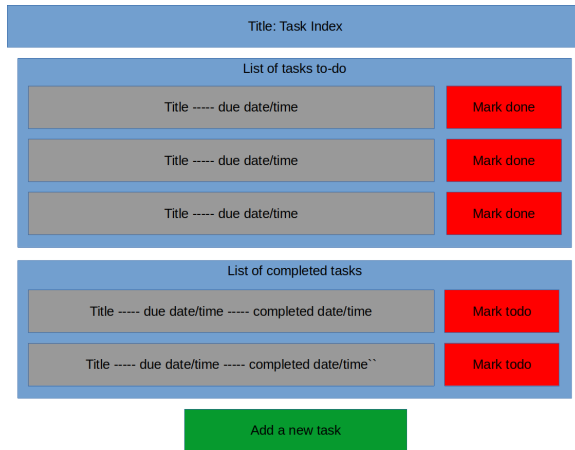 Title: Task Index
List of tasks to-do
Title ----- due date/time
Mark done
Title ----- due date/time
Mark done
Title ----- due date/time
Mark done
List of completed tasks
Title ----- due date/time ----- completed date/time
Mark todo
Title ----- due date/time ----- completed date/time``
Mark todo
Add a new task